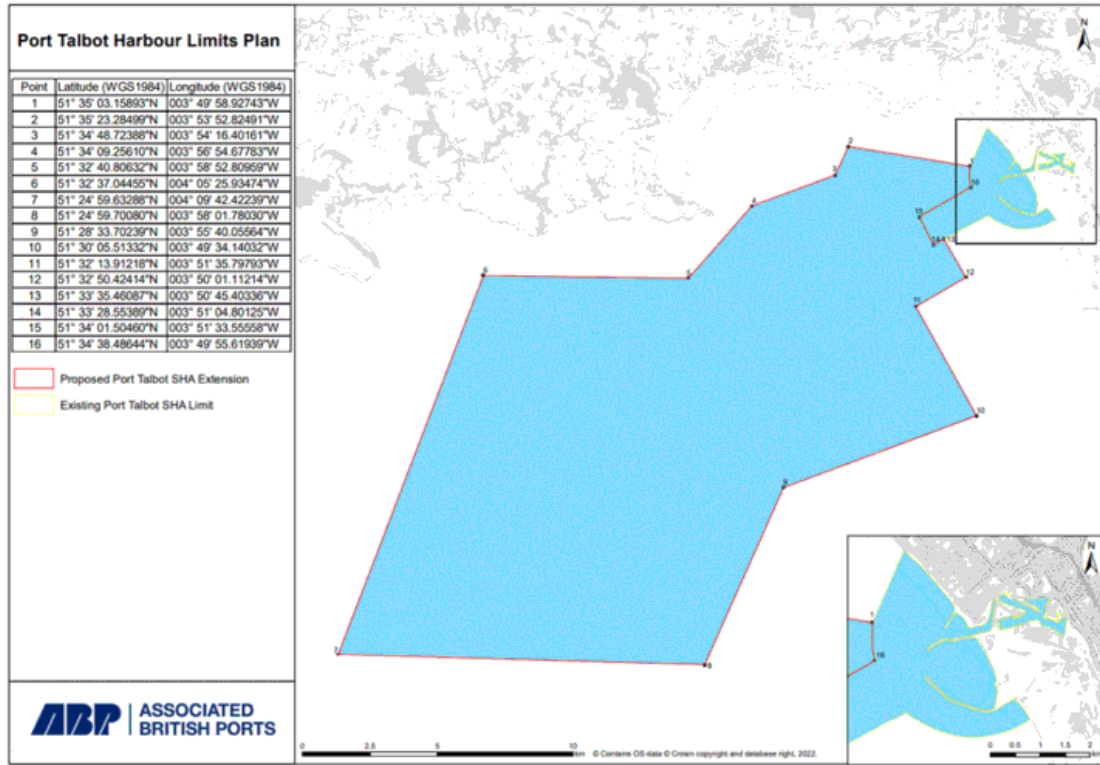 Port Talbot Harbour Limits Plan
Point Latitude (WGS1984) Longitude (WGS1984)
1 51° 35' 03.15893"N 003° 49' 58.92743"W
2 51° 35' 23.28499"N 003° 53' 52.82491"W
3 51° 34' 48.72388"N 003° 54' 16.40161"W
4 51° 34' 09.25610"N 003° 56' 54.67783"W
5 51° 32' 40.80632"N 003° 58' 52.80959"W
6 51° 32' 37.04455"N 004° 05' 25.93474"W
7 51° 24' 59.63288"N 004° 09' 42.42239"W
8 51° 24' 59.70080"N 003° 58' 01.78030"W
9 51° 28' 33.70239"N 003° 55' 40.05564"W
10 51° 30' 05.51332"N 003° 49' 34.14032"W
11 51° 32' 13.91218"N 003° 51' 35.79793"W
12 51° 32' 50.42414"N 003° 50' 01.11214"W
13 51° 33' 35.46087"N 003° 50' 45.40336"W
14 51° 33' 28.55389"N 003° 51' 04.80125"W
15 51° 34' 01.50460"N 003° 51' 33.55558"W
16 51° 34' 38.48644"N 003° 49' 55.61939"W
Proposed Port Talbot SHA Extension
Existing Port Talbot SHA Limit
ABP ASSOCIATED
BRITISH PORTS
N
2
1
3
16
4
15
14 13
12
6
5
11
10
9
7
8
N
1
16
0 2.5 5 10
km
© Contains OS data © Crown copyright and database right, 2022.
0 0.5 1 1.5 2
km